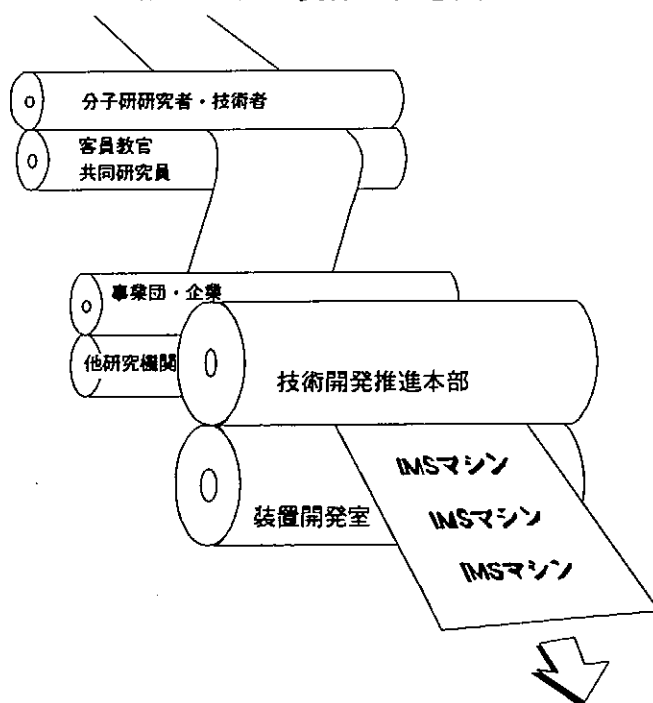 分子研研究者・技術者
客員教官
共同研究員
事業団・企業
他研究機関
技術開発推進本部
装置開発室
IMSマシン
IMSマシン
IMSマシン